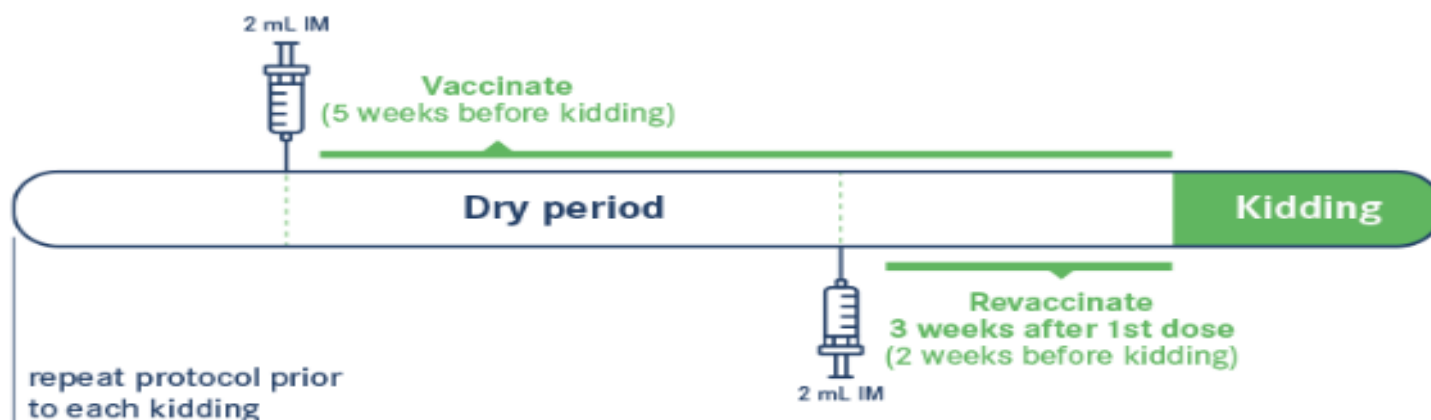 2 mL IM
Vaccinate
(5 weeks before kidding)
Dry period
Kidding
Revaccinate
3 weeks after 1st dose
(2 weeks before kidding)
2 mL IM
repeat protocol prior
to each kidding